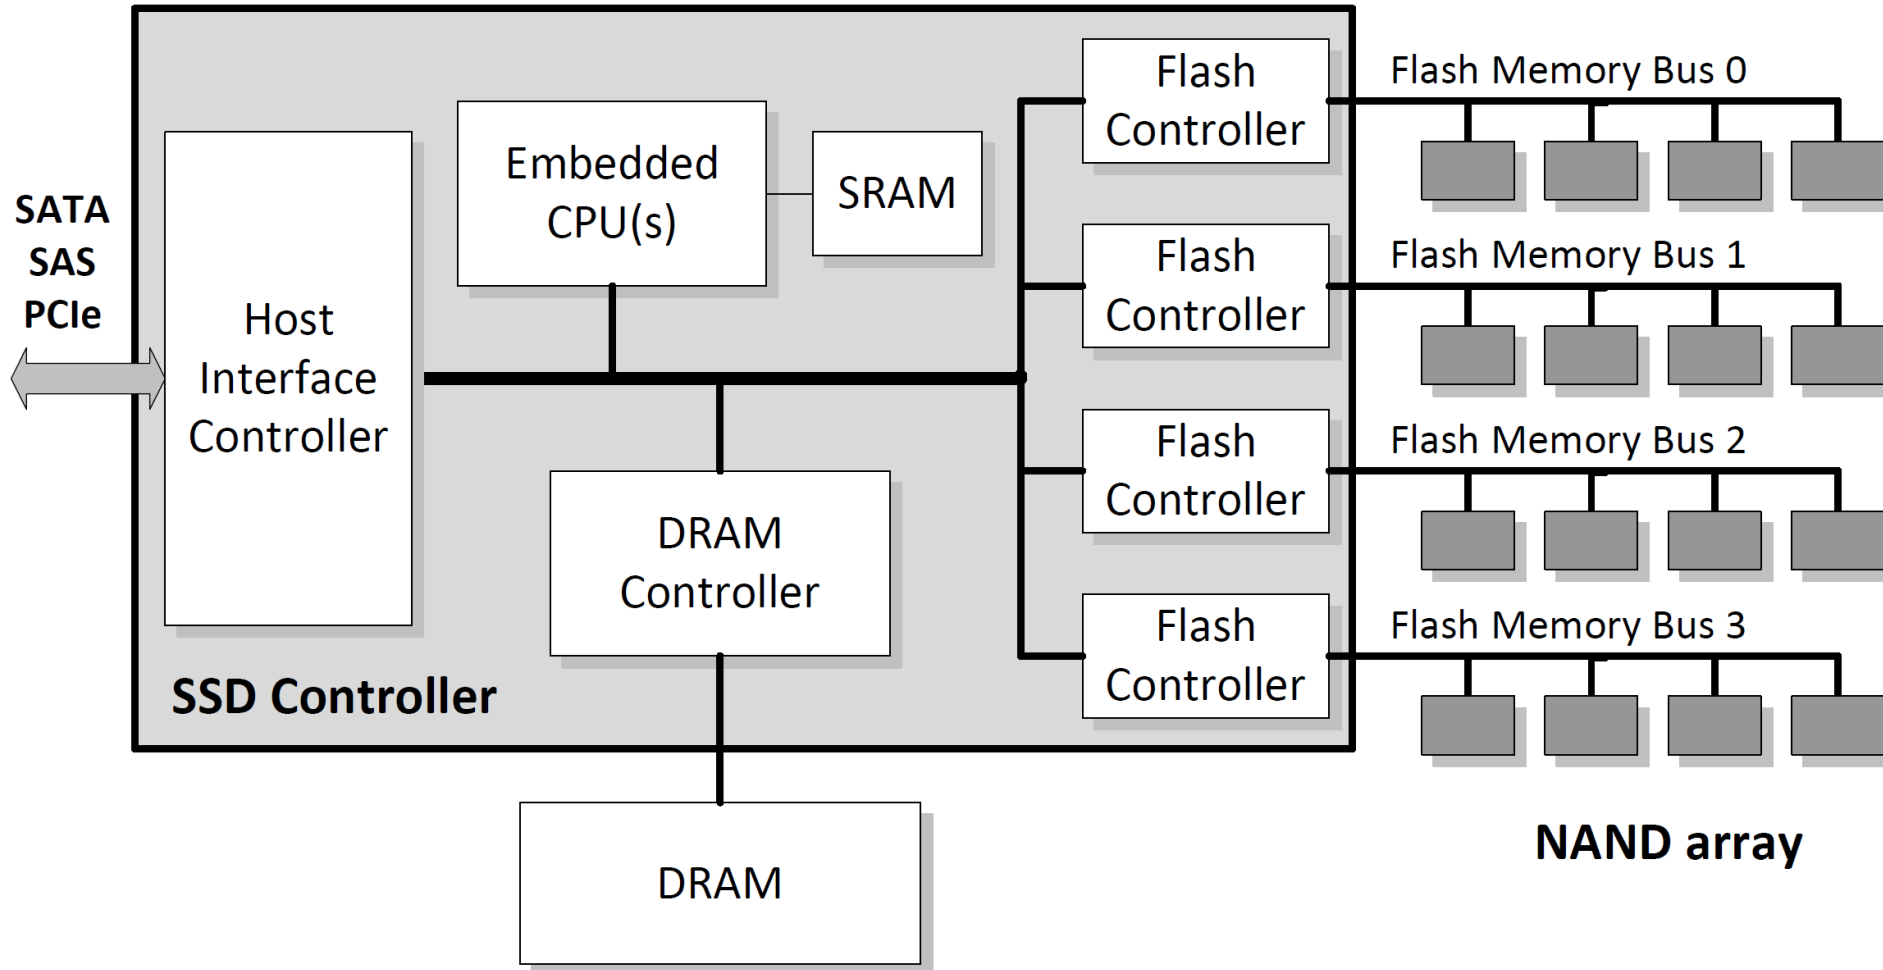 SATA
SAS
PCIe
Host
Interface
Controller
Embedded
CPU(s)
SRAM
DRAM
Controller
SSD Controller
DRAM
Flash
Controller
Flash
Controller
Flash
Controller
Flash
Controller
Flash Memory Bus 0
Flash Memory Bus 1
Flash Memory Bus 2
Flash Memory Bus 3
NAND array